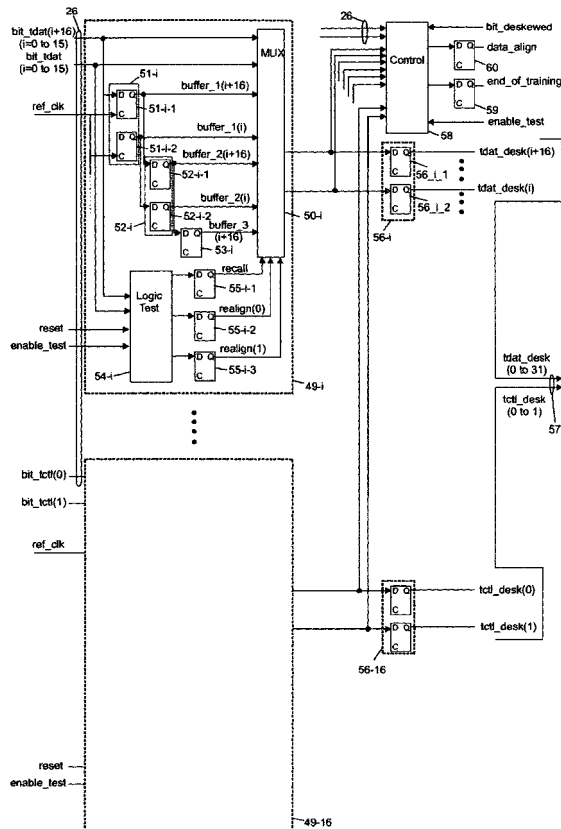 26
bit_tdat(i+16)
(i=0 to 15)
bit_tdat
(i=0 to 15)
ref_clk
51-i
D Q
C
51-i-1
D Q
C
51-i-2
buffer_1(i+16)
buffer_1(i)
buffer_2(i+16)
D Q
C
52-i-1
buffer_2(i)
D Q
C
52-i-2
52-i
buffer_3
(i+16)
D Q
C
53-i
MUX
50-i
recall
D Q
C
55-i-1
realign(0)
D Q
C
55-i-2
realign(1)
D Q
C
55-i-3
Logic
Test
54-i
reset
enable_test
49-i
26
Control
58
bit_deskewed
data_align
D Q
C
60
end_of_training
D Q
C
59
enable_test
tdat_desk(i+16)
D Q
C
56_i_1
tdat_desk(i)
D Q
C
56_i_2
56-i
tdat_desk
(0 to 31)
tctl_desk
(0 to 1)
57
bit_tctl(0)
bit_tctl(1)
ref_clk
tctl_desk(0)
D Q
C
tctl_desk(1)
D Q
C
56-16
reset
enable_test
49-16